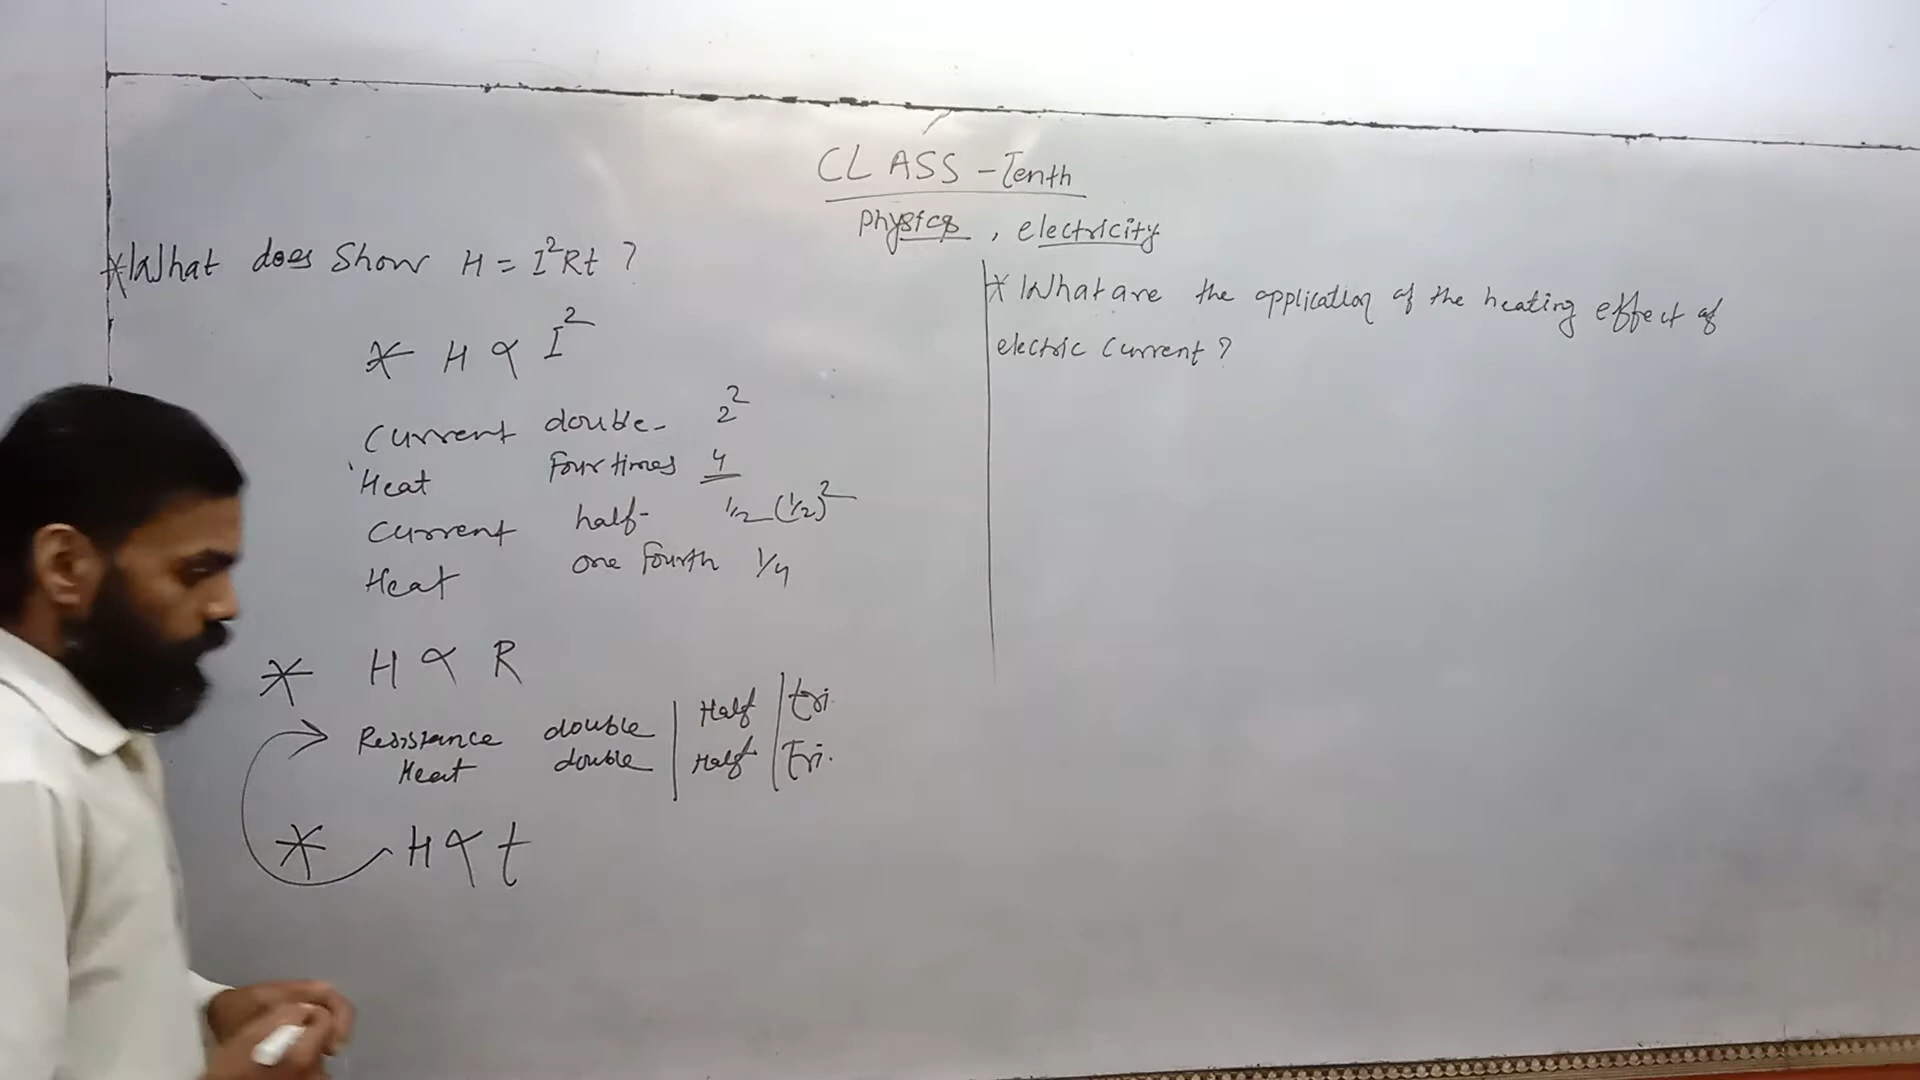 CLASS - Tenth
Physics, electricity
* What does Show H = I²Rt ?
* H ∝ I²
Current double - 2²
Heat Four times 4
Current half - 1/2 (1/2)²
Heat one fourth 1/4
* H ∝ R
Resistance double | Half | tri.
Heat double | Half | Tri.
* H ∝ t
* What are the application of the heating effect of
electric Current ?